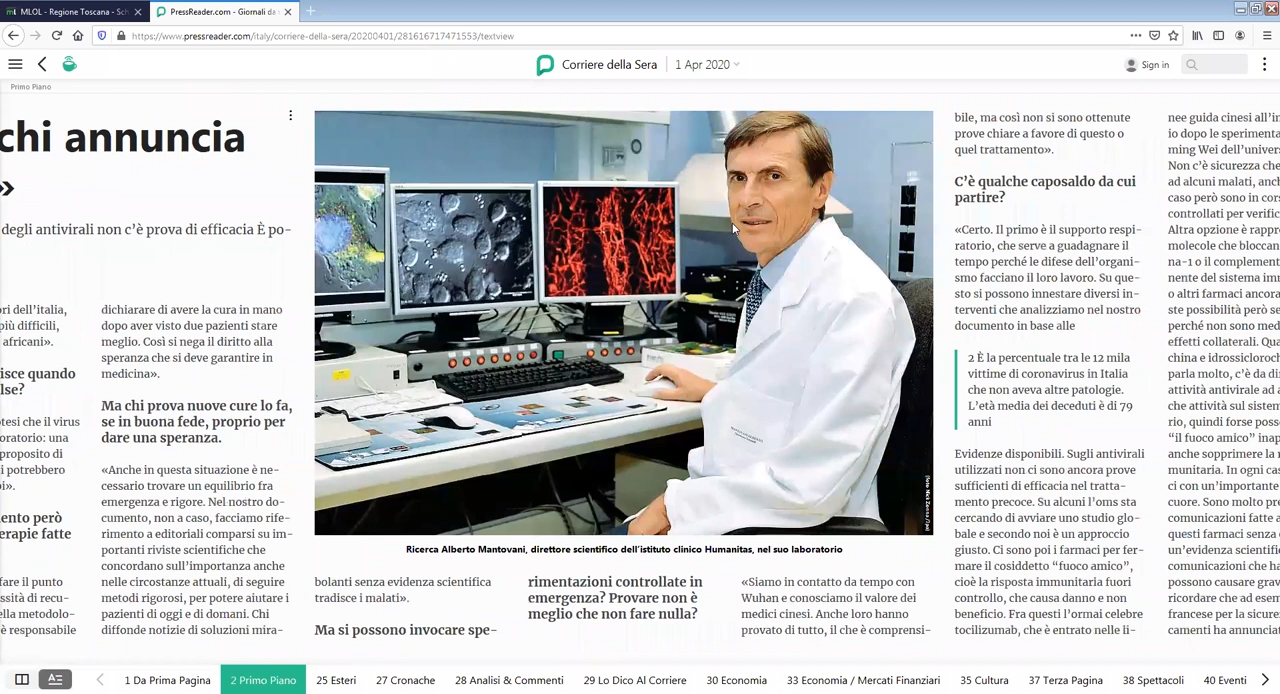 MLOL - Regione Toscana - Sch
PressReader.com - Giornali da
https://www.pressreader.com/italy/corriere-della-sera/20200401/281616717471553/textview
Corriere della Sera
1 Apr 2020
Sign in
Primo Piano
chi annuncia
»
degli antivirali non c’è prova di efficacia È po-
ori dell’italia,
più difficili,
africani».
isce quando
lse?
otesi che il virus
oratorio: una
proposito di
i potrebbero
oi».
ento però
erapie fatte
fare il punto
ssità di recu-
ella metodolo-
’è responsabile
dichiarare di avere la cura in mano
dopo aver visto due pazienti stare
meglio. Così si nega il diritto alla
speranza che si deve garantire in
medicina».
Ma chi prova nuove cure lo fa,
se in buona fede, proprio per
dare una speranza.
«Anche in questa situazione è ne-
cessario trovare un equilibrio fra
emergenza e rigore. Nel nostro do-
cumento, non a caso, facciamo rife-
rimento a editoriali comparsi su im-
portanti riviste scientifiche che
concordano sull’importanza anche
nelle circostanze attuali, di seguire
metodi rigorosi, per potere aiutare i
pazienti di oggi e di domani. Chi
diffonde notizie di soluzioni mira-
Ricerca Alberto Mantovani, direttore scientifico dell’istituto clinico Humanitas, nel suo laboratorio
bolanti senza evidenza scientifica
tradisce i malati».
Ma si possono invocare spe-
rimentazioni controllate in
emergenza? Provare non è
meglio che non fare nulla?
«Siamo in contatto da tempo con
Wuhan e conosciamo il valore dei
medici cinesi. Anche loro hanno
provato di tutto, il che è comprensi-
bile, ma così non si sono ottenute
prove chiare a favore di questo o
quel trattamento».
C’è qualche caposaldo da cui
partire?
«Certo. Il primo è il supporto respi-
ratorio, che serve a guadagnare il
tempo perché le difese dell’organi-
smo facciano il loro lavoro. Su que-
sto si possono innestare diversi in-
terventi che analizziamo nel nostro
documento in base alle
2 È la percentuale tra le 12 mila
vittime di coronavirus in Italia
che non aveva altre patologie.
L’età media dei deceduti è di 79
anni
Evidenze disponibili. Sugli antivirali
utilizzati non ci sono ancora prove
sufficienti di efficacia nel tratta-
mento precoce. Su alcuni l’oms sta
cercando di avviare uno studio glo-
bale e secondo noi è un approccio
giusto. Ci sono poi i farmaci per fer-
mare il cosiddetto “fuoco amico”,
cioè la risposta immunitaria fuori
controllo, che causa danno e non
beneficio. Fra questi l’ormai celebre
tocilizumab, che è entrato nelle li-
nee guida cinesi all’in
io dopo le speriment
ming Wei dell’univers
Non c’è sicurezza che
ad alcuni malati, anch
caso però sono in cors
controllati per verific
Altra opzione è rappr
molecole che bloccan
na-1 o il complement
nente del sistema imm
o altri farmaci ancora
ste possibilità però se
perché non sono med
effetti collaterali. Qua
china e idrossicloroch
parla molto, c’è da di
attività antivirale ad a
che attività sul sistem
rio, quindi forse poss
“il fuoco amico” inap
anche sopprimere la r
munitaria. In ogni ca
ci con un’importante
cuore. Sono molto pr
comunicazioni fatte a
questi farmaci senza
un’evidenza scientifi
comunicazioni che ha
possono causare grav
ricordare che ad esem
francese per la sicure
camenti ha annunciat
1 Da Prima Pagina
2 Primo Piano
25 Esteri
27 Cronache
28 Analisi & Commenti
29 Lo Dico Al Corriere
30 Economia
33 Economia / Mercati Finanziari
35 Cultura
37 Terza Pagina
38 Spettacoli
40 Eventi